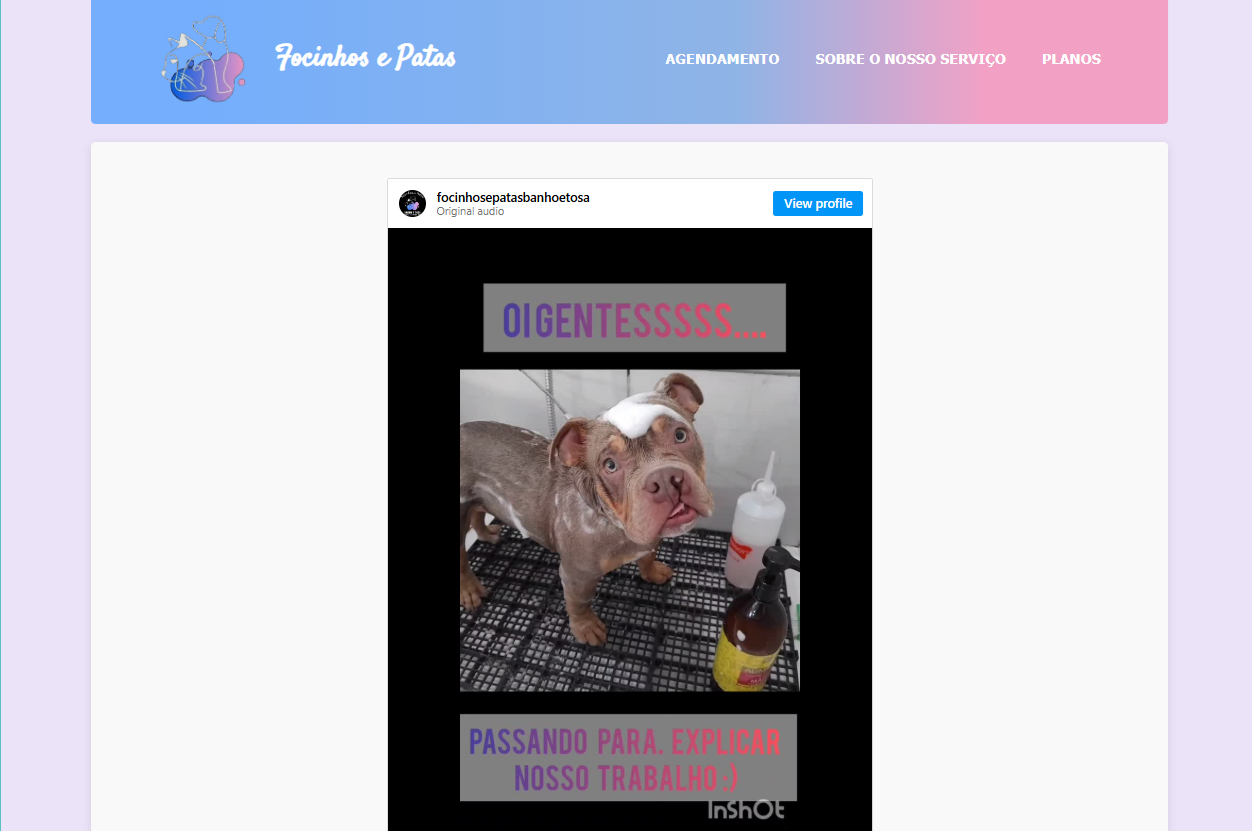 Focinhos e Patas
AGENDAMENTO
SOBRE O NOSSO SERVIÇO
PLANOS
focinhosepatasbanhoetosa
Original audio
View profile
OI GENTESSSSS....
PASSANDO PARA. EXPLICAR
NOSSO TRABALHO :)
InShOt